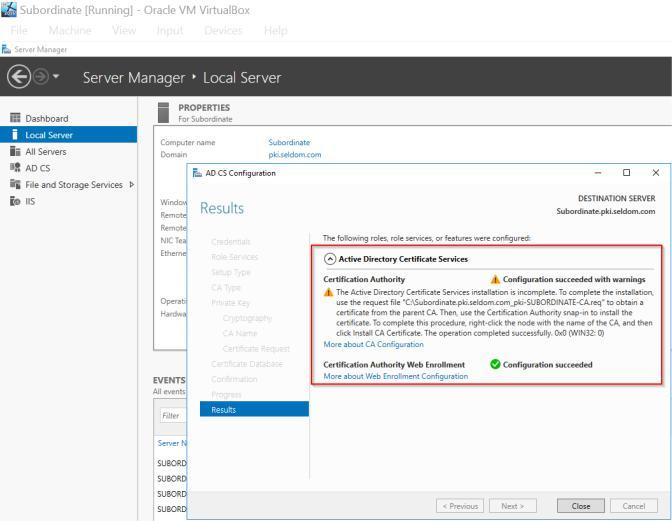 Subordinate [Running] - Oracle VM VirtualBox
File Machine View Input Devices Help
Server Manager
Server Manager ‣ Local Server
Dashboard
Local Server
All Servers
AD CS
File and Storage Services
IIS
PROPERTIES
For Subordinate
Computer name Subordinate
Domain pki.seldom.com
Window
Remote
Remote
NIC Tea
Etherne
Operati
Hardwa
EVENTS
All events
Filter
Server N
SUBORD
SUBORD
SUBORD
SUBORD
AD CS Configuration
Results
DESTINATION SERVER
Subordinate.pki.seldom.com
Credentials
Role Services
Setup Type
CA Type
Private Key
Cryptography
CA Name
Certificate Request
Certificate Database
Confirmation
Progress
Results
The following roles, role services, or features were configured:
Active Directory Certificate Services
Certification Authority Configuration succeeded with warnings
The Active Directory Certificate Services installation is incomplete. To complete the installation,
use the request file "C:\Subordinate.pki.seldom.com_pki-SUBORDINATE-CA.req" to obtain a
certificate from the parent CA. Then, use the Certification Authority snap-in to install the
certificate. To complete this procedure, right-click the node with the name of the CA, and then
click Install CA Certificate. The operation completed successfully. 0x0 (WIN32: 0)
More about CA Configuration
Certification Authority Web Enrollment Configuration succeeded
More about Web Enrollment Configuration
< Previous Next > Close Cancel